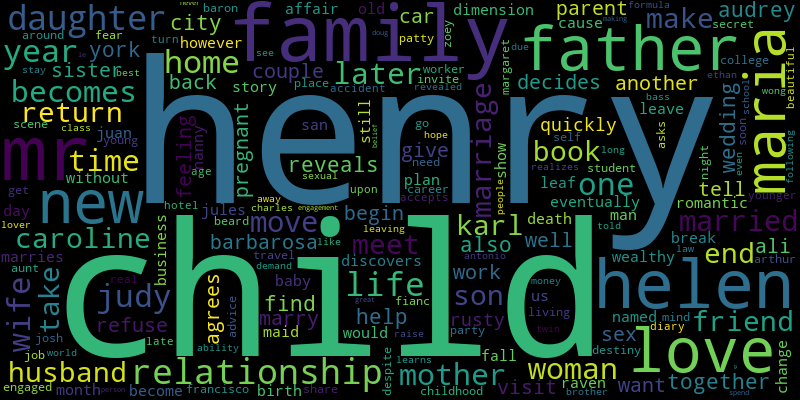 henry
child
family
father
maria
helen
love
mr
new
life
relationship
daughter
year
becomes
return
time
home
later
car
city
make
audrey
parent
dimension
affair
old
cause
patty
zoey
baron
turn
secret
around
fear
york
sister
however
couple
back
story
place
worker
invite
accident
revealed
see
doug
best
stay
scene
class
young
juan
without
feeling
nanny
pregnant
san
still
belief
go
hope
need
career
accepts
upon
sexual
reveals
give
plan
age
hotel
charles
away
engagement
leaving
jules
beard
like
travel
demand
move
barbarosa
discovers
begin
meet
karl
also
well
work
son
us
living
named
mind
diary
rusty
party
fall
sex
destiny
twin
money
help
would
find
marry
maid
baby
antonio
great
fianc
raise
despite
learns
childhood
judy
refuse
agrees
advice
real
late
business
caroline
marries
aunt
lover
day
get
wife
take
josh
job
world
engaged
month
person
husband
become
francisco
birth
share
ability
mother
visit
raven
woman
want
together
brother
spend
friend
change
arthur
law
wealthy
break
end
ali
married
man
death
eventually
leaf
romantic
told
younger
tell
one
book
quickly
decides
another
leave
marriage
show
margaret
people
night
wedding
asks
self
realizes
long
student
bass
school
even
soon
wong
ethan
college
due
formula
making
beautiful